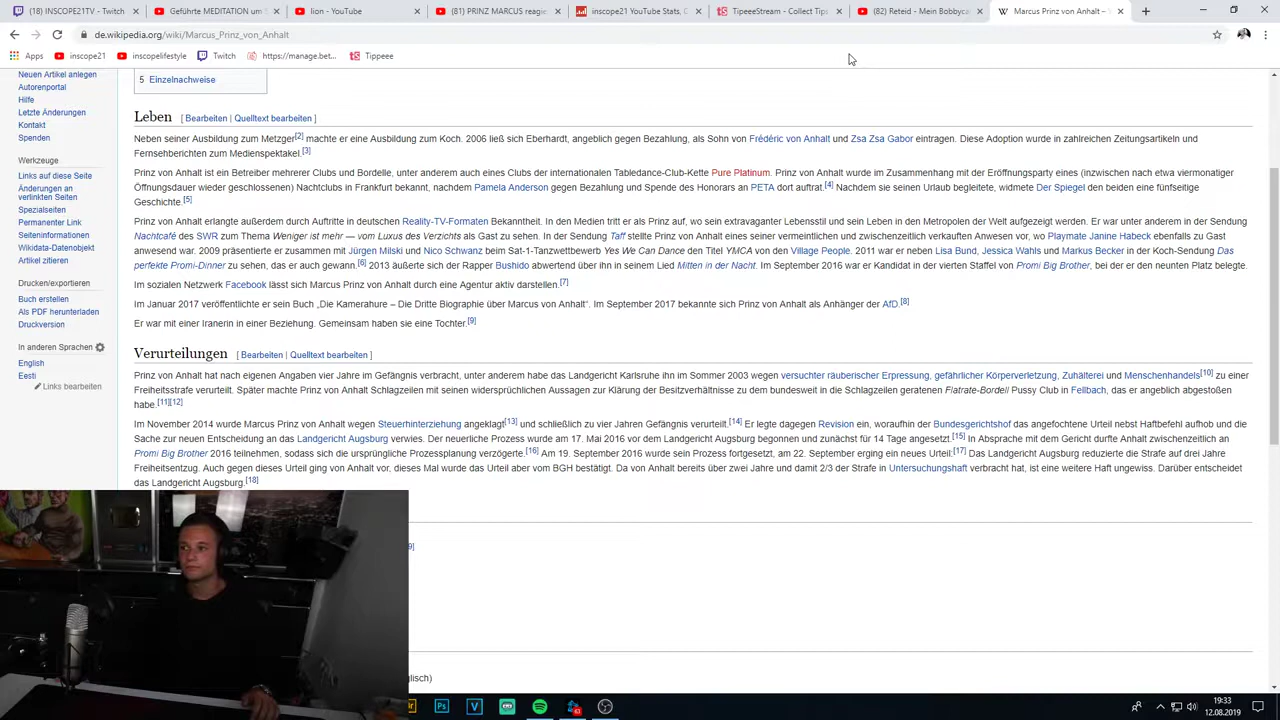 (18) INSCOPE21TV - Twitch
Geführte MEDITATION um
lion - YouTube
(81) PRINZ MARCUS reagie
inscope21 YouTube Stats, C
TipeeeStream - Collect Tips
(82) Reteid - Mein Bobbyca
Marcus Prinz von Anhalt –
de.wikipedia.org/wiki/Marcus_Prinz_von_Anhalt
Apps inscope21 inscopelifestyle Twitch https://manage.bet... Tippeee
Neuen Artikel anlegen
Autorenportal
Hilfe
Letzte Änderungen
Kontakt
Spenden
Werkzeuge
Links auf diese Seite
Änderungen an
verlinkten Seiten
Spezialseiten
Permanenter Link
Seiteninformationen
Wikidata-Datenobjekt
Artikel zitieren
Drucken/exportieren
Buch erstellen
Als PDF herunterladen
Druckversion
In anderen Sprachen
English
Eesti
Links bearbeiten
5 Einzelnachweise
Leben [ Bearbeiten | Quelltext bearbeiten ]
Neben seiner Ausbildung zum Metzger[2] machte er eine Ausbildung zum Koch. 2006 ließ sich Eberhardt, angeblich gegen Bezahlung, als Sohn von Frédéric von Anhalt und Zsa Zsa Gabor eintragen. Diese Adoption wurde in zahlreichen Zeitungsartikeln und
Fernsehberichten zum Medienspektakel.[3]
Prinz von Anhalt ist ein Betreiber mehrerer Clubs und Bordelle, unter anderem auch eines Clubs der internationalen Tabledance-Club-Kette Pure Platinum. Prinz von Anhalt wurde im Zusammenhang mit der Eröffnungsparty eines (inzwischen nach etwa viermonatiger
Öffnungsdauer wieder geschlossenen) Nachtclubs in Frankfurt bekannt, nachdem Pamela Anderson gegen Bezahlung und Spende des Honorars an PETA dort auftrat.[4] Nachdem sie seinen Urlaub begleitete, widmete Der Spiegel den beiden eine fünfseitige
Geschichte.[5]
Prinz von Anhalt erlangte außerdem durch Auftritte in deutschen Reality-TV-Formaten Bekanntheit. In den Medien tritt er als Prinz auf, wo sein extravaganter Lebensstil und sein Leben in den Metropolen der Welt aufgezeigt werden. Er war unter anderem in der Sendung
Nachtcafé des SWR zum Thema Weniger ist mehr — vom Luxus des Verzichts als Gast zu sehen. In der Sendung Taff stellte Prinz von Anhalt eines seiner vermeintlichen und zwischenzeitlich verkauften Anwesen vor, wo Playmate Janine Habeck ebenfalls zu Gast
anwesend war. 2009 präsentierte er zusammen mit Jürgen Milski und Nico Schwanz beim Sat-1-Tanzwettbewerb Yes We Can Dance den Titel YMCA von den Village People. 2011 war er neben Lisa Bund, Jessica Wahls und Markus Becker in der Koch-Sendung Das
perfekte Promi-Dinner zu sehen, das er auch gewann.[6] 2013 äußerte sich der Rapper Bushido abwertend über ihn in seinem Lied Mitten in der Nacht. Im September 2016 war er Kandidat in der vierten Staffel von Promi Big Brother, bei der er den neunten Platz belegte.
Im sozialen Netzwerk Facebook lässt sich Marcus Prinz von Anhalt durch eine Agentur aktiv darstellen.[7]
Im Januar 2017 veröffentlichte er sein Buch „Die Kamerahure – Die Dritte Biographie über Marcus von Anhalt“. Im September 2017 bekannte sich Prinz von Anhalt als Anhänger der AfD.[8]
Er war mit einer Iranerin in einer Beziehung. Gemeinsam haben sie eine Tochter.[9]
Verurteilungen [ Bearbeiten | Quelltext bearbeiten ]
Prinz von Anhalt hat nach eigenen Angaben vier Jahre im Gefängnis verbracht, unter anderem habe das Landgericht Karlsruhe ihn im Sommer 2003 wegen versuchter räuberischer Erpressung, gefährlicher Körperverletzung, Zuhälterei und Menschenhandels[10] zu einer
Freiheitsstrafe verurteilt. Später machte Prinz von Anhalt Schlagzeilen mit seinen widersprüchlichen Aussagen zur Klärung der Besitzverhältnisse zu dem bundesweit in die Schlagzeilen geratenen Flatrate-Bordell Pussy Club in Fellbach, das er angeblich abgestoßen
habe.[11][12]
Im November 2014 wurde Marcus Prinz von Anhalt wegen Steuerhinterziehung angeklagt[13] und schließlich zu vier Jahren Gefängnis verurteilt.[14] Er legte dagegen Revision ein, woraufhin der Bundesgerichtshof das angefochtene Urteil nebst Haftbefehl aufhob und die
Sache zur neuen Entscheidung an das Landgericht Augsburg verwies. Der neuerliche Prozess wurde am 17. Mai 2016 vor dem Landgericht Augsburg begonnen und zunächst für 14 Tage angesetzt.[15] In Absprache mit dem Gericht durfte Anhalt zwischenzeitlich an
Promi Big Brother 2016 teilnehmen, sodass sich die ursprüngliche Prozessplanung verzögerte.[16] Am 19. September 2016 wurde sein Prozess fortgesetzt, am 22. September erging ein neues Urteil:[17] Das Landgericht Augsburg reduzierte die Strafe auf drei Jahre
Freiheitsentzug. Auch gegen dieses Urteil ging von Anhalt vor, dieses Mal wurde das Urteil aber vom BGH bestätigt. Da von Anhalt bereits über zwei Jahre und damit 2/3 der Strafe in Untersuchungshaft verbracht hat, ist eine weitere Haft ungewiss. Darüber entscheidet
das Landgericht Augsburg.[18]
9]
glisch)
19:33
12.08.2019